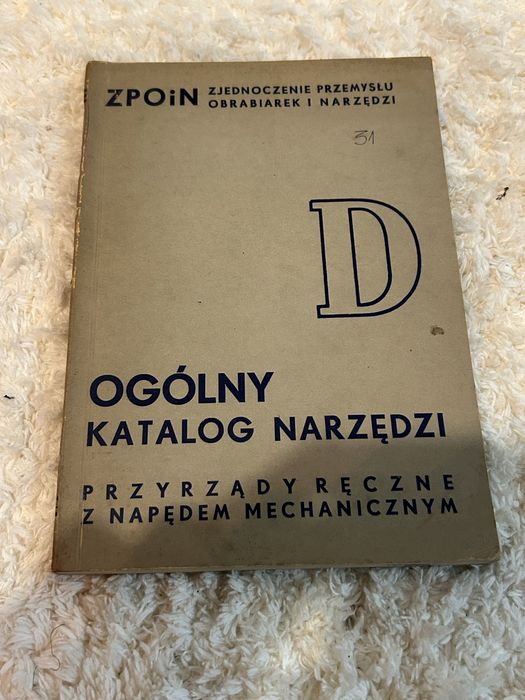 ZPOiN ZJEDNOCZENIE PRZEMYSŁU
OBRABIAREK I NARZĘDZI
31
D
OGÓLNY
KATALOG NARZĘDZI
PRZYRZĄDY RĘCZNE
Z NAPĘDEM MECHANICZNYM